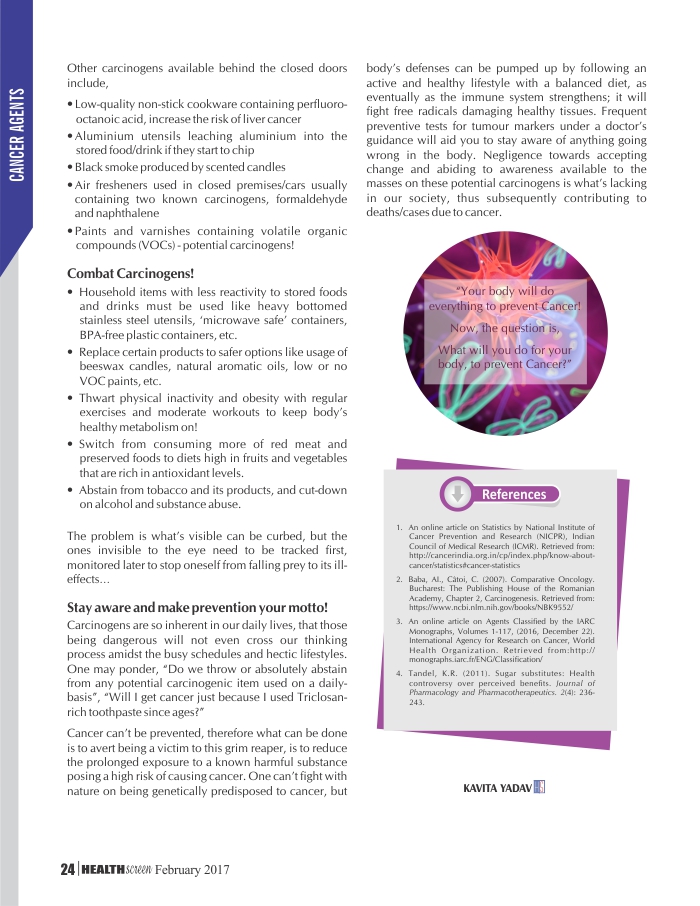 CANCER AGENTS
Other carcinogens available behind the closed doors
include,
• Low-quality non-stick cookware containing perfluoro-
octanoic acid, increase the risk of liver cancer
• Aluminium utensils leaching aluminium into the
stored food/drink if they start to chip
• Black smoke produced by scented candles
• Air fresheners used in closed premises/cars usually
containing two known carcinogens, formaldehyde
and naphthalene
• Paints and varnishes containing volatile organic
compounds (VOCs) - potential carcinogens!
Combat Carcinogens!
• Household items with less reactivity to stored foods
and drinks must be used like heavy bottomed
stainless steel utensils, ‘microwave safe’ containers,
BPA-free plastic containers, etc.
• Replace certain products to safer options like usage of
beeswax candles, natural aromatic oils, low or no
VOC paints, etc.
• Thwart physical inactivity and obesity with regular
exercises and moderate workouts to keep body’s
healthy metabolism on!
• Switch from consuming more of red meat and
preserved foods to diets high in fruits and vegetables
that are rich in antioxidant levels.
• Abstain from tobacco and its products, and cut-down
on alcohol and substance abuse.
The problem is what’s visible can be curbed, but the
ones invisible to the eye need to be tracked first,
monitored later to stop oneself from falling prey to its ill-
effects…
Stay aware and make prevention your motto!
Carcinogens are so inherent in our daily lives, that those
being dangerous will not even cross our thinking
process amidst the busy schedules and hectic lifestyles.
One may ponder, “Do we throw or absolutely abstain
from any potential carcinogenic item used on a daily-
basis”, “Will I get cancer just because I used Triclosan-
rich toothpaste since ages?”
Cancer can’t be prevented, therefore what can be done
is to avert being a victim to this grim reaper, is to reduce
the prolonged exposure to a known harmful substance
posing a high risk of causing cancer. One can’t fight with
nature on being genetically predisposed to cancer, but
body’s defenses can be pumped up by following an
active and healthy lifestyle with a balanced diet, as
eventually as the immune system strengthens; it will
fight free radicals damaging healthy tissues. Frequent
preventive tests for tumour markers under a doctor’s
guidance will aid you to stay aware of anything going
wrong in the body. Negligence towards accepting
change and abiding to awareness available to the
masses on these potential carcinogens is what’s lacking
in our society, thus subsequently contributing to
deaths/cases due to cancer.
“Your body will do
everything to prevent Cancer!
Now, the question is,
What will you do for your
body, to prevent Cancer?”
References
1. An online article on Statistics by National Institute of
Cancer Prevention and Research (NICPR), Indian
Council of Medical Research (ICMR). Retrieved from:
http://cancerindia.org.in/cp/index.php/know-about-
cancer/statistics#cancer-statistics
2. Baba, AI., Câtoi, C. (2007). Comparative Oncology.
Bucharest: The Publishing House of the Romanian
Academy, Chapter 2, Carcinogenesis. Retrieved from:
https://www.ncbi.nlm.nih.gov/books/NBK9552/
3. An online article on Agents Classified by the IARC
Monographs, Volumes 1-117, (2016, December 22).
International Agency for Research on Cancer, World
Health Organization. Retrieved from:http://
monographs.iarc.fr/ENG/Classification/
4. Tandel, K.R. (2011). Sugar substitutes: Health
controversy over perceived benefits. Journal of
Pharmacology and Pharmacotherapeutics. 2(4): 236-
243.
KAVITA YADAV
24 HEALTHscreen February 2017